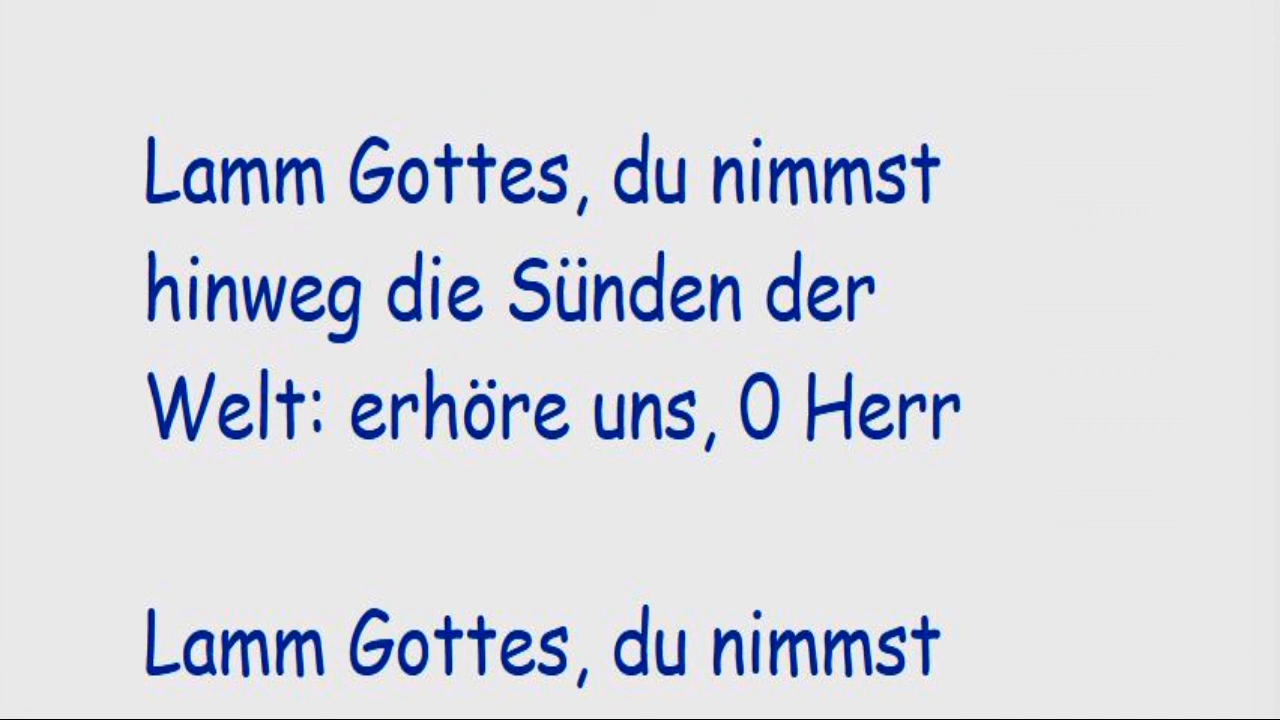 Lamm Gottes, du nimmst
hinweg die Sünden der
Welt: erhöre uns, O Herr
Lamm Gottes, du nimmst